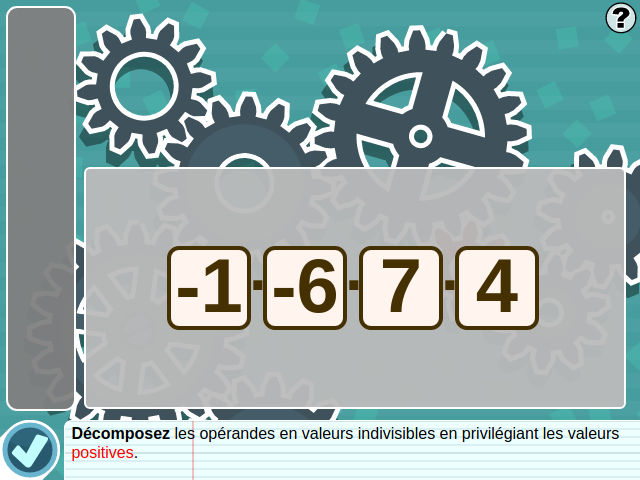 ?
-1·-6·7·4
Décomposez les opérandes en valeurs indivisibles en privilégiant les valeurs
positives.